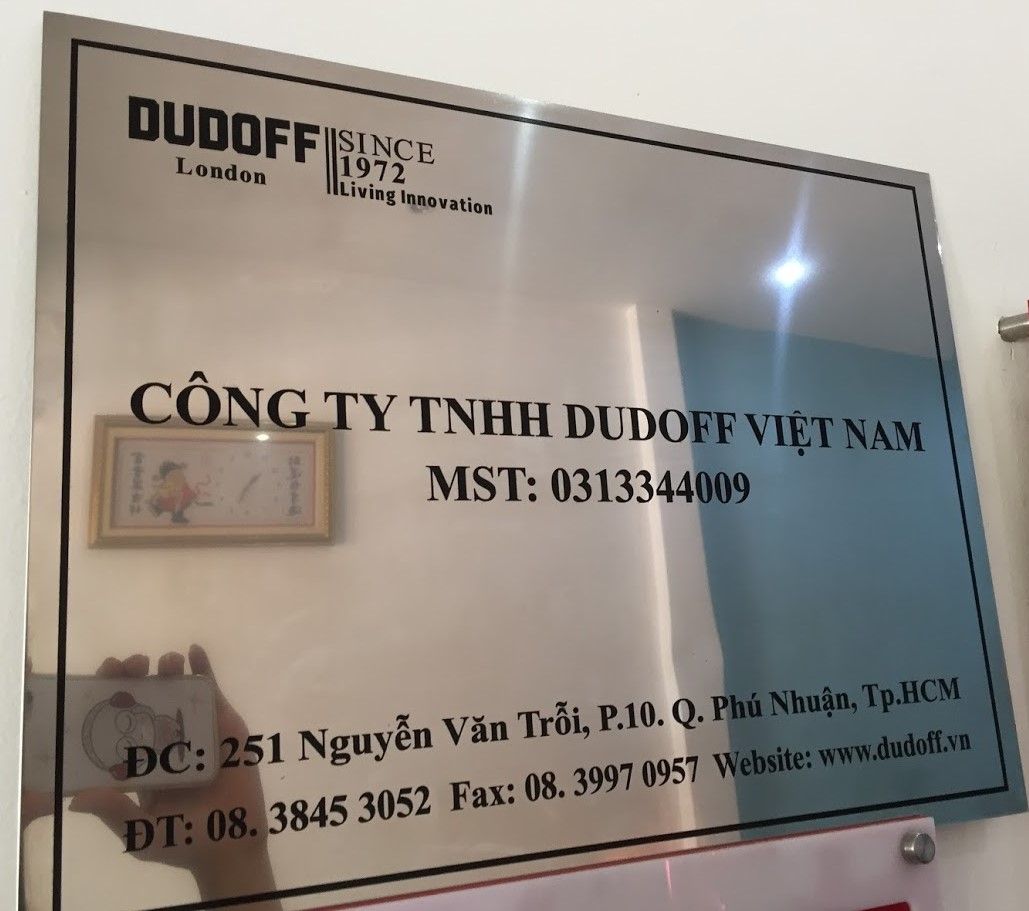 DUDOFF
London
SINCE
1972
Living Innovation
CÔNG TY TNHH DUDOFF VIỆT NAM
MST: 0313344009
ĐC: 251 Nguyễn Văn Trỗi, P.10. Q. Phú Nhuận, Tp.HCM
ĐT: 08. 3845 3052 Fax: 08. 3997 0957 Website: www.dudoff.vn